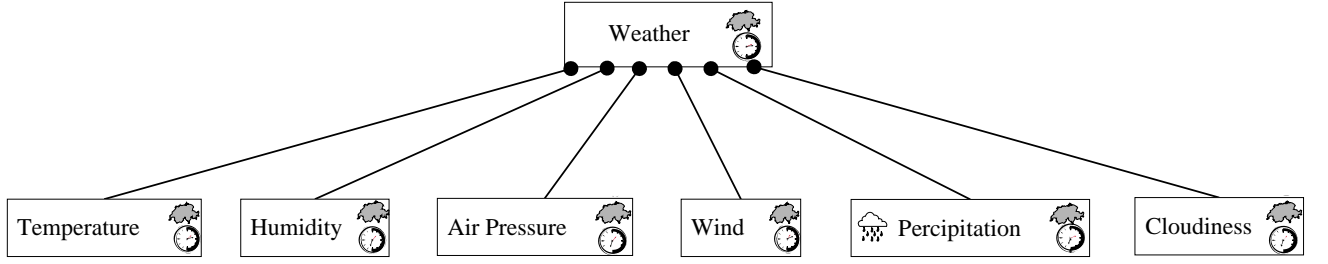 Weather
Temperature
Humidity
Air Pressure
Wind
Percipitation
Cloudiness